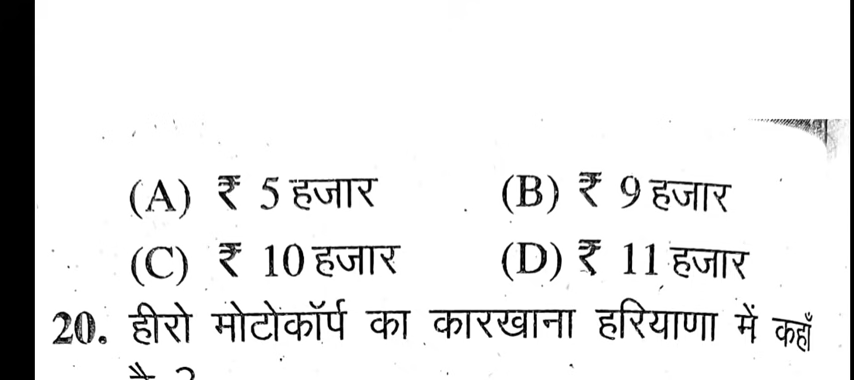 (A) ₹ 5 हजार (B) ₹ 9 हजार
(C) ₹ 10 हजार (D) ₹ 11 हजार
20. हीरो मोटोकॉर्प का कारखाना हरियाणा में कहाँ